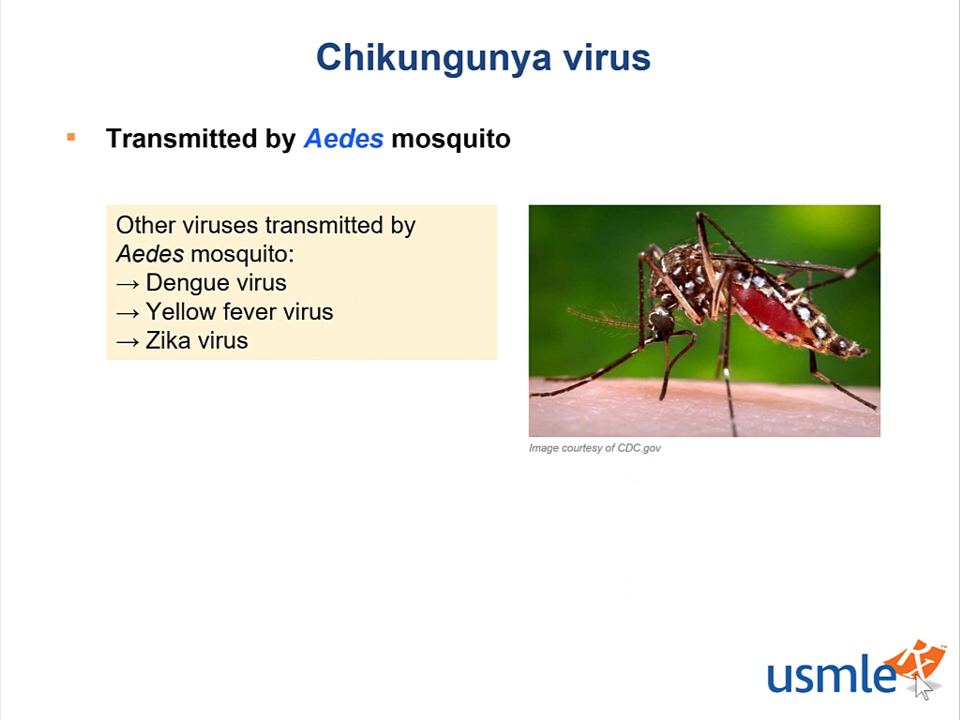 Chikungunya virus
▪ Transmitted by Aedes mosquito
Other viruses transmitted by
Aedes mosquito:
→ Dengue virus
→ Yellow fever virus
→ Zika virus
Image courtesy of CDC.gov
usmle Rx™